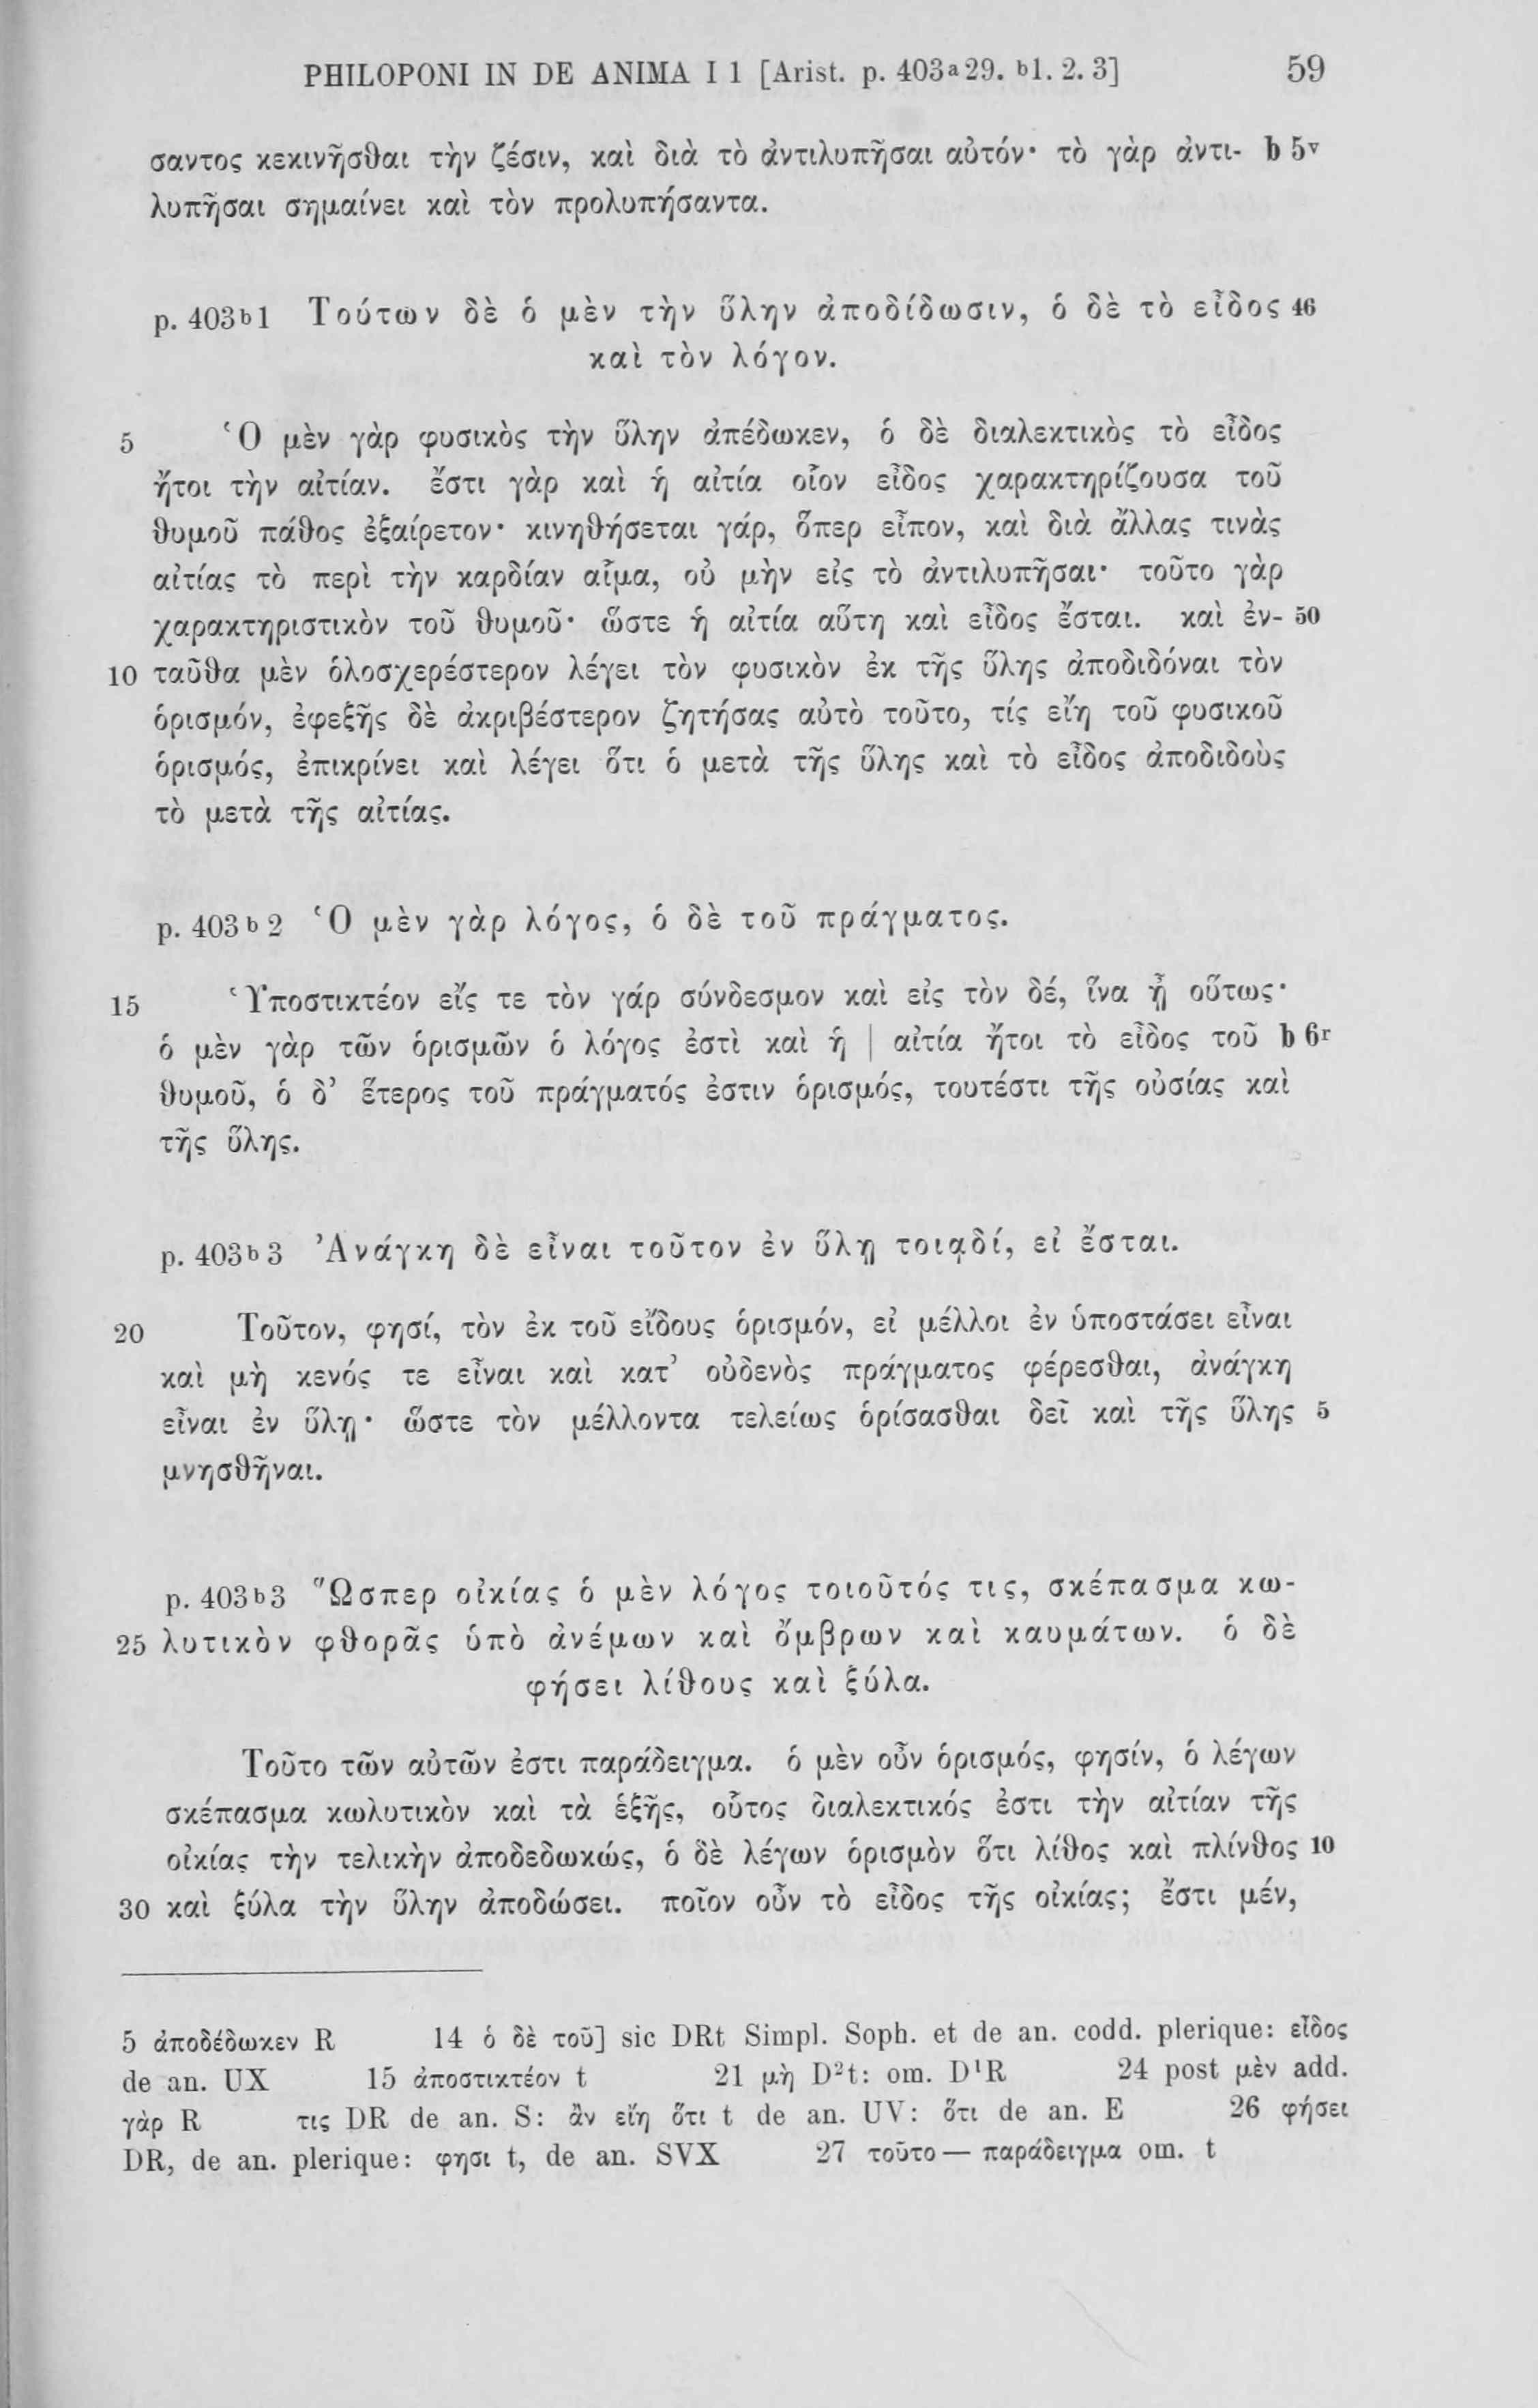 PHILOPONI IN DE ANIMA I 1 [Arist. p. 403a29. b1. 2. 3] 59
σαντος κεκινῆσθαι τὴν ζέσιν, καὶ διὰ τὸ ἀντιλυπῆσαι αὐτόν· τὸ γὰρ ἀντι- b 5v
λυπῆσαι σημαίνει καὶ τὸν προλυπήσαντα.
p. 403b1 Τούτων δὲ ὁ μὲν τὴν ὕλην ἀποδίδωσιν, ὁ δὲ τὸ εἶδος 46
καὶ τὸν λόγον.
5 Ὁ μὲν γὰρ φυσικὸς τὴν ὕλην ἀπέδωκεν, ὁ δὲ διαλεκτικὸς τὸ εἶδος
ἤτοι τὴν αἰτίαν. ἔστι γὰρ καὶ ἡ αἰτία οἷον εἶδος χαρακτηρίζουσα τοῦ
θυμοῦ πάθος ἐξαίρετον· κινηθήσεται γάρ, ὅπερ εἶπον, καὶ διὰ ἄλλας τινὰς
αἰτίας τὸ περὶ τὴν καρδίαν αἷμα, οὐ μὴν εἰς τὸ ἀντιλυπῆσαι· τοῦτο γὰρ
χαρακτηριστικὸν τοῦ θυμοῦ· ὥστε ἡ αἰτία αὕτη καὶ εἶδος ἔσται. καὶ ἐν- 50
10 ταῦθα μὲν ὁλοσχερέστερον λέγει τὸν φυσικὸν ἐκ τῆς ὕλης ἀποδιδόναι τὸν
ὁρισμόν, ἐφεξῆς δὲ ἀκριβέστερον ζητήσας αὐτὸ τοῦτο, τίς εἴη τοῦ φυσικοῦ
ὁρισμός, ἐπικρίνει καὶ λέγει ὅτι ὁ μετὰ τῆς ὕλης καὶ τὸ εἶδος ἀποδιδοὺς
τὸ μετὰ τῆς αἰτίας.
p. 403b2 Ὁ μὲν γὰρ λόγος, ὁ δὲ τοῦ πράγματος.
15 Ὑποστικτέον εἴς τε τὸν γάρ σύνδεσμον καὶ εἰς τὸν δέ, ἵνα ᾖ οὕτως·
ὁ μὲν γὰρ τῶν ὁρισμῶν ὁ λόγος ἐστὶ καὶ ἡ | αἰτία ἤτοι τὸ εἶδος τοῦ b 6r
θυμοῦ, ὁ δ’ ἕτερος τοῦ πράγματός ἐστιν ὁρισμός, τουτέστι τῆς οὐσίας καὶ
τῆς ὕλης.
p. 403b3 Ἀνάγκη δὲ εἶναι τοῦτον ἐν ὕλῃ τοιᾳδί, εἰ ἔσται.
20 Τοῦτον, φησί, τὸν ἐκ τοῦ εἴδους ὁρισμόν, εἰ μέλλοι ἐν ὑποστάσει εἶναι
καὶ μὴ κενός τε εἶναι καὶ κατ’ οὐδενὸς πράγματος φέρεσθαι, ἀνάγκη
εἶναι ἐν ὕλῃ· ὥστε τὸν μέλλοντα τελείως ὁρίσασθαι δεῖ καὶ τῆς ὕλης 5
μνησθῆναι.
p. 403b3 Ὥσπερ οἰκίας ὁ μὲν λόγος τοιοῦτός τις, σκέπασμα κω-
25 λυτικὸν φθορᾶς ὑπὸ ἀνέμων καὶ ὄμβρων καὶ καυμάτων. ὁ δὲ
φήσει λίθους καὶ ξύλα.
Τοῦτο τῶν αὐτῶν ἐστι παράδειγμα. ὁ μὲν οὖν ὁρισμός, φησίν, ὁ λέγων
σκέπασμα κωλυτικὸν καὶ τὰ ἑξῆς, οὗτος διαλεκτικός ἐστι τὴν αἰτίαν τῆς
οἰκίας τὴν τελικὴν ἀποδεδωκώς, ὁ δὲ λέγων ὁρισμὸν ὅτι λίθος καὶ πλίνθος 10
30 καὶ ξύλα τὴν ὕλην ἀποδώσει. ποῖον οὖν τὸ εἶδος τῆς οἰκίας; ἔστι μέν,
5 ἀποδέδωκεν R 14 ὁ δὲ τοῦ] sic DRt Simpl. Soph. et de an. codd. plerique: εἶδος
de an. UX 15 ἀποστικτέον t 21 μὴ D²t: om. D¹R 24 post μὲν add.
γὰρ R τις DR de an. S: ἂν εἴη ὅτι t de an. UV: ὅτι de an. E 26 φήσει
DR, de an. plerique: φησι t, de an. SVX 27 τοῦτο — παράδειγμα om. t